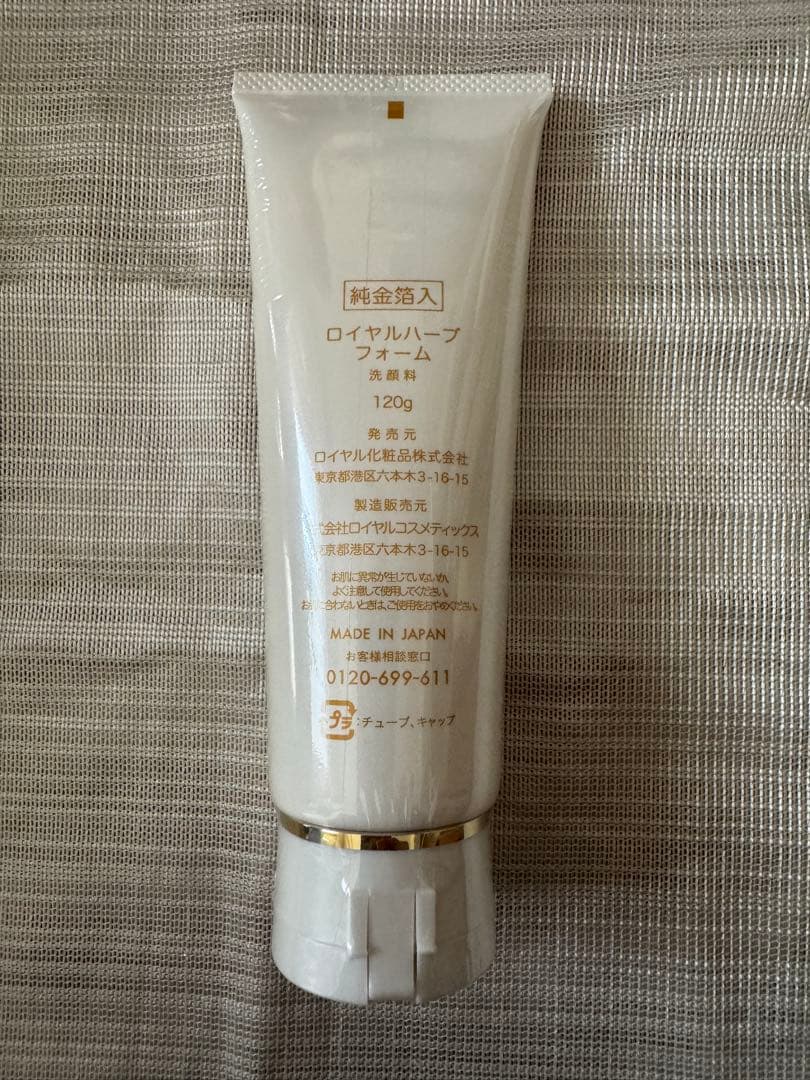 純金箔入
ロイヤルハーブ
フォーム
洗顔料
120g
発売元
ロイヤル化粧品株式会社
東京都港区六本木3-16-15
製造販売元
式会社ロイヤルコスメティックス
京都港区六本木3-16-15
お肌に異常が生じていないか、
よく注意して使用してください。
お肌に合わないときは、ご使用をおやめください。
MADE IN JAPAN
お客様相談窓口
0120-699-611
プラ:チューブ、キャップ